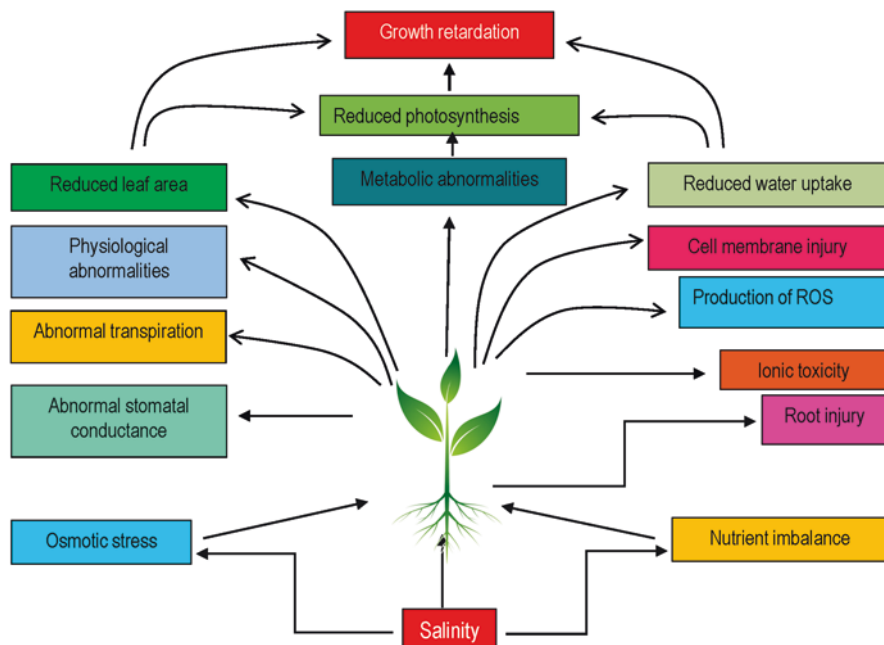 Growth retardation
Reduced photosynthesis
Reduced leaf area
Metabolic abnormalities
Reduced water uptake
Physiological
abnormalities
Cell membrane injury
Production of ROS
Abnormal transpiration
Ionic toxicity
Abnormal stomatal
conductance
Root injury
Osmotic stress
Nutrient imbalance
Salinity